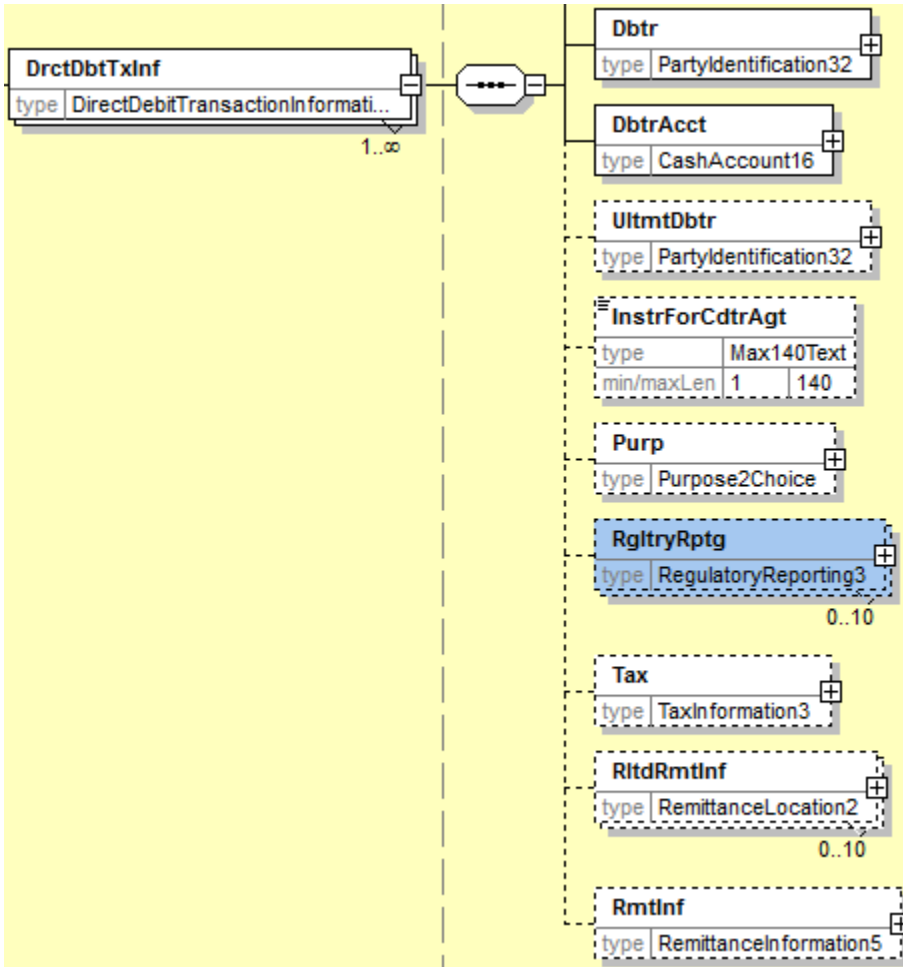 DrctDbtTxInf
type DirectDebitTransactionInformati...
1..∞
Dbtr
type PartyIdentification32
DbtrAcct
type CashAccount16
UltmtDbtr
type PartyIdentification32
InstrForCdtrAgt
type Max140Text
min/maxLen 1 140
Purp
type Purpose2Choice
RgltryRptg
type RegulatoryReporting3
0..10
Tax
type TaxInformation3
RltdRmtInf
type RemittanceLocation2
0..10
RmtInf
type RemittanceInformation5